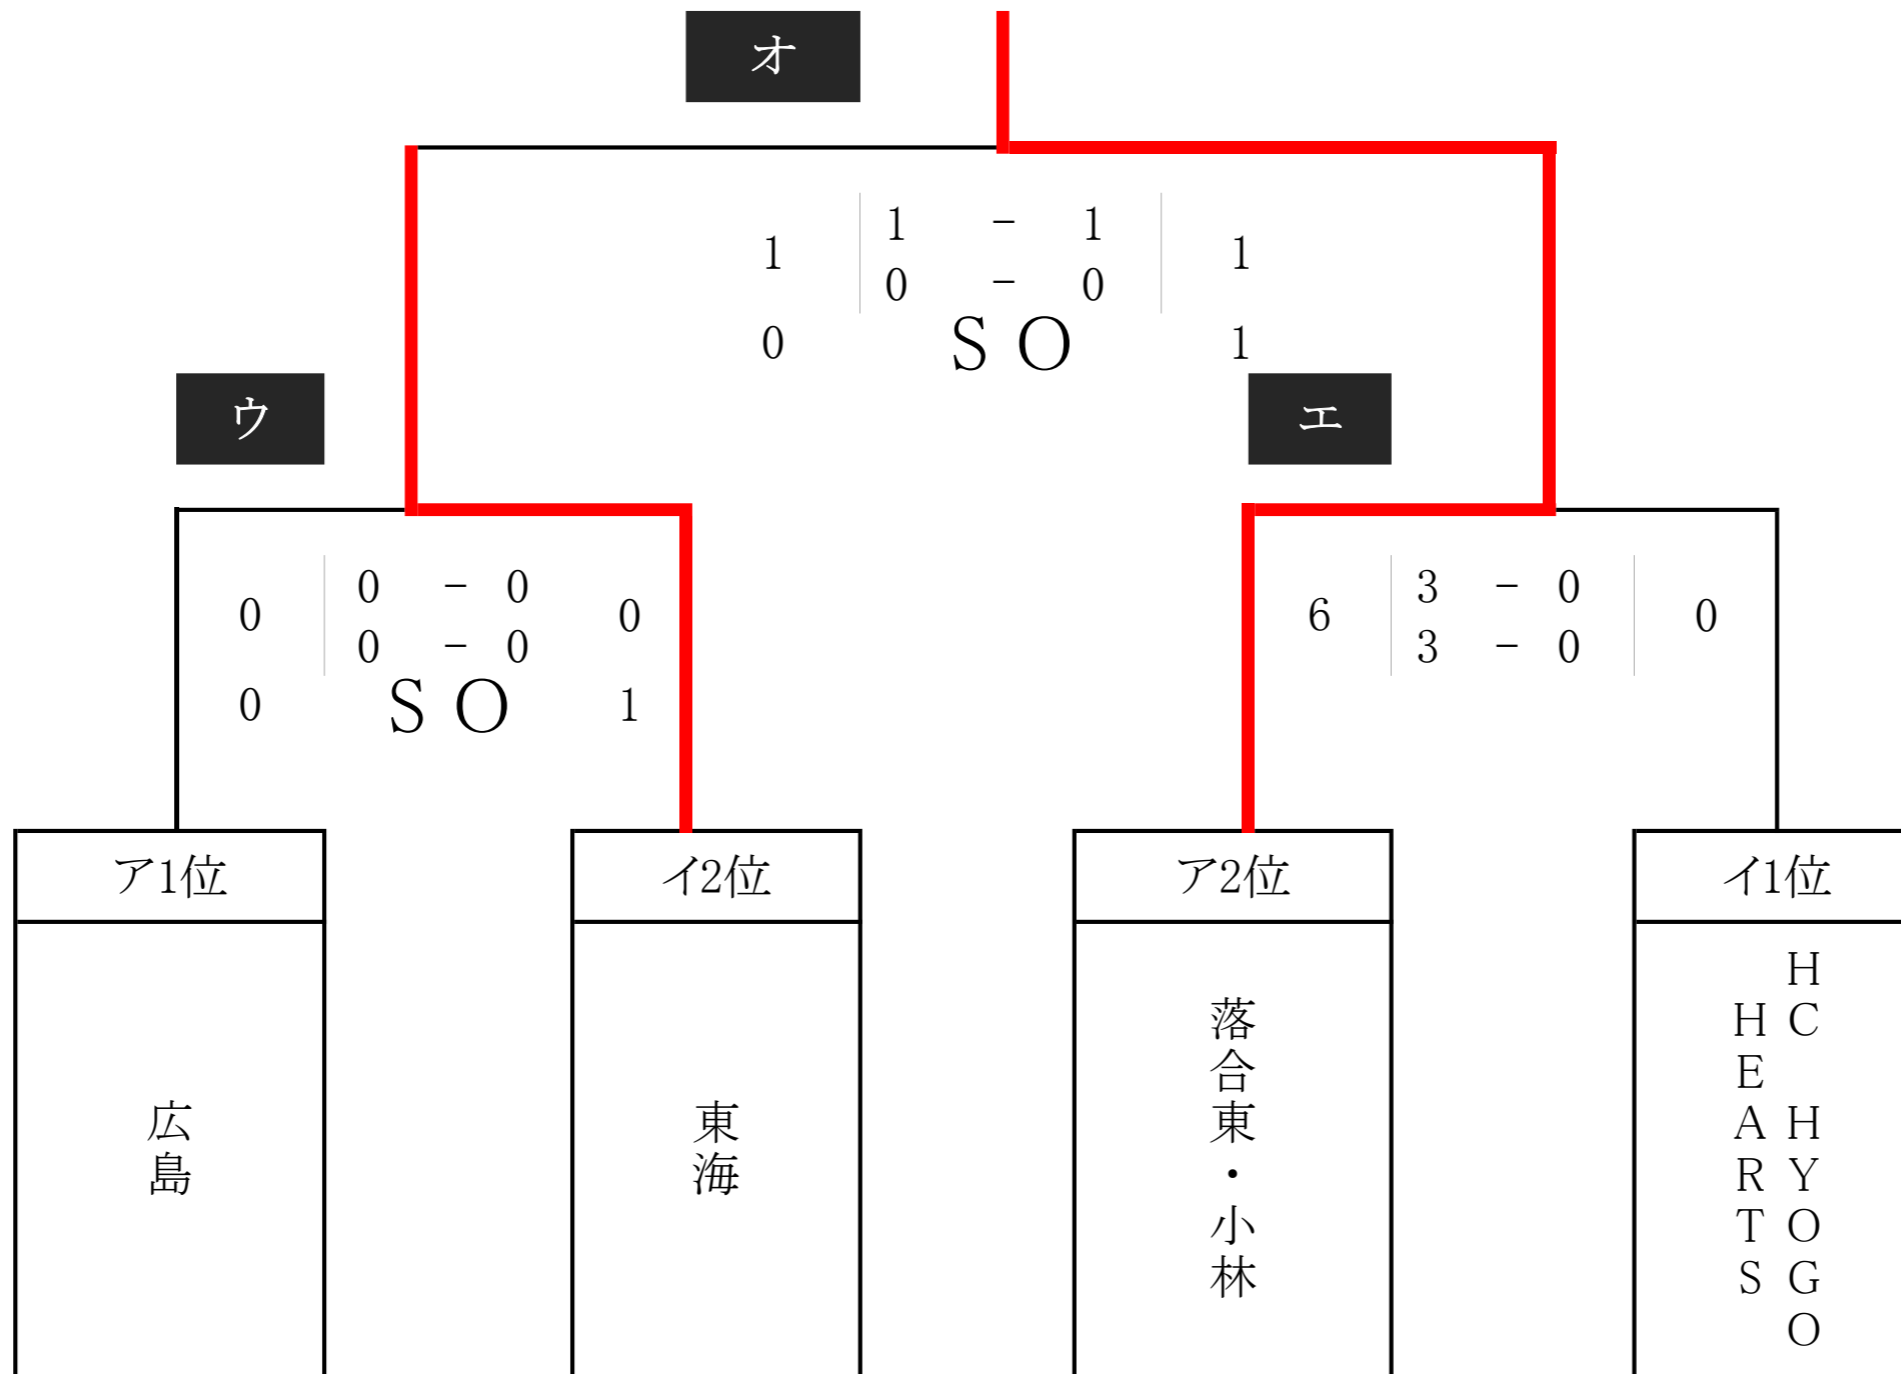 オ
1 1 - 1 1
0 - 0
0 SO 1
ウ エ
0 0 - 0 0
0 - 0
0 SO 1
6 3 - 0 0
3 - 0
ア1位
イ2位
ア2位
イ1位
広島
東海
落合東・小林
HC HYOGO
HEARTS